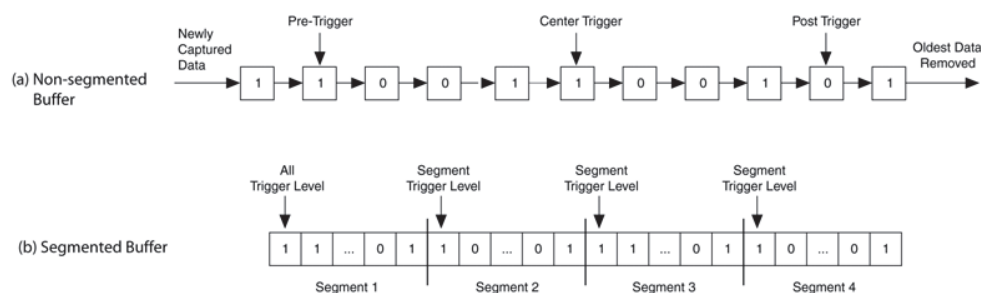 Pre-Trigger
Center Trigger
Post Trigger
Newly
Captured
Data
Oldest Data
Removed
(a) Non-segmented
Buffer
1 1 0 0 1 1 0 0 1 0 1
All
Trigger Level
Segment
Trigger Level
Segment
Trigger Level
Segment
Trigger Level
(b) Segmented Buffer
1 1 ... 0 1 1 0 ... 0 1 1 1 ... 0 1 1 0 ... 0 1
Segment 1
Segment 2
Segment 3
Segment 4